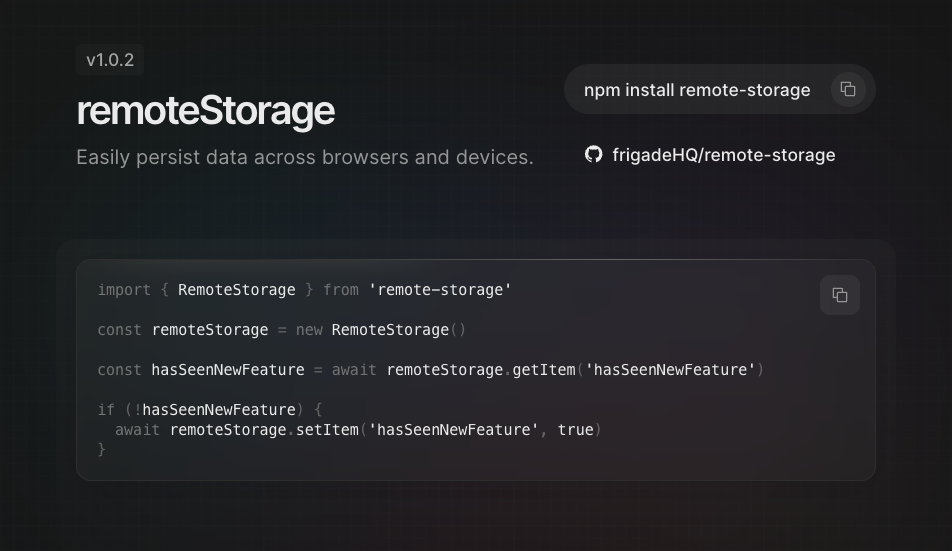 v1.0.2
remoteStorage
Easily persist data across browsers and devices.
npm install remote-storage
frigadeHQ/remote-storage
import { RemoteStorage } from 'remote-storage'
const remoteStorage = new RemoteStorage()
const hasSeenNewFeature = await remoteStorage.getItem('hasSeenNewFeature')
if (!hasSeenNewFeature) {
  await remoteStorage.setItem('hasSeenNewFeature', true)
}